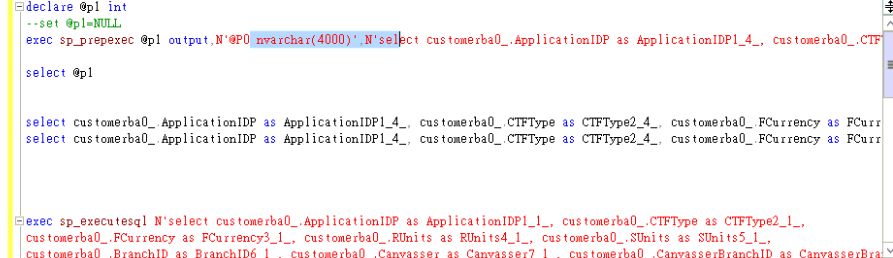 declare @p1 int
--set @p1=NULL
exec sp_prepexec @p1 output,N'@P0 nvarchar(4000)',N'select customerba0_.ApplicationIDP as ApplicationIDP1_4_, customerba0_.CTF
select @p1
select customerba0_.ApplicationIDP as ApplicationIDP1_4_, customerba0_.CTFType as CTFType2_4_, customerba0_.FCurrency as FCurr
select customerba0_.ApplicationIDP as ApplicationIDP1_4_, customerba0_.CTFType as CTFType2_4_, customerba0_.FCurrency as FCurr
exec sp_executesql N'select customerba0_.ApplicationIDP as ApplicationIDP1_1_, customerba0_.CTFType as CTFType2_1_,
customerba0_.FCurrency as FCurrency3_1_, customerba0_.RUnits as RUnits4_1_, customerba0_.SUnits as SUnits5_1_,
customerba0_.BranchID as BranchID6_1_, customerba0_.Canvasser as Canvasser7_1_, customerba0_.CanvasserBranchID as CanvasserBra